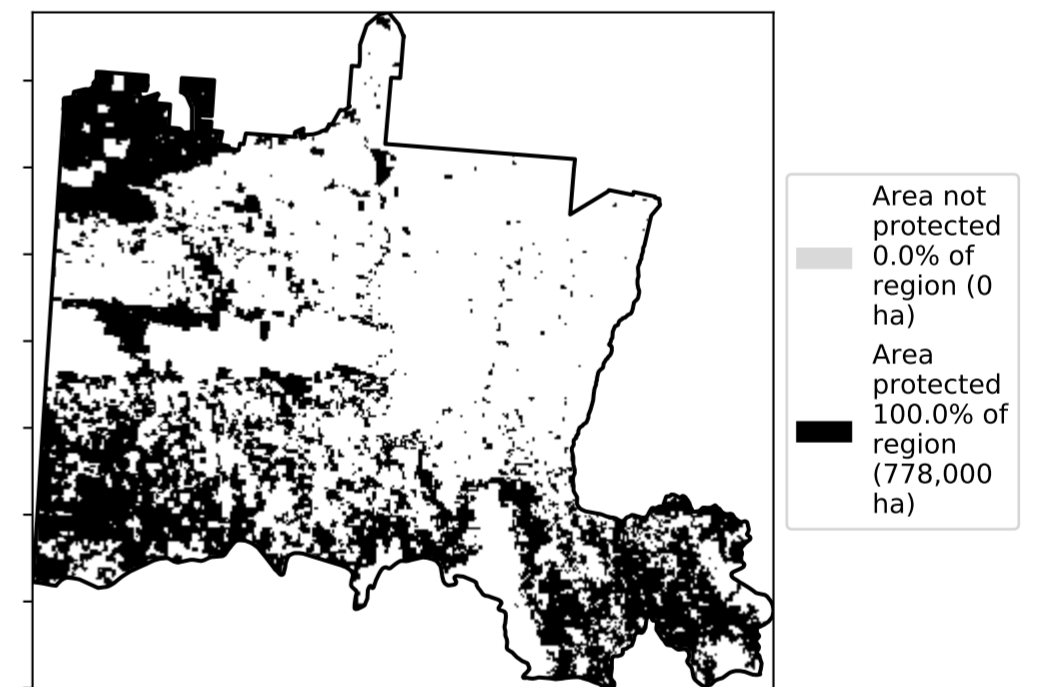 Area not
protected
0.0% of
region (0
ha)
Area
protected
100.0% of
region
(778,000
ha)